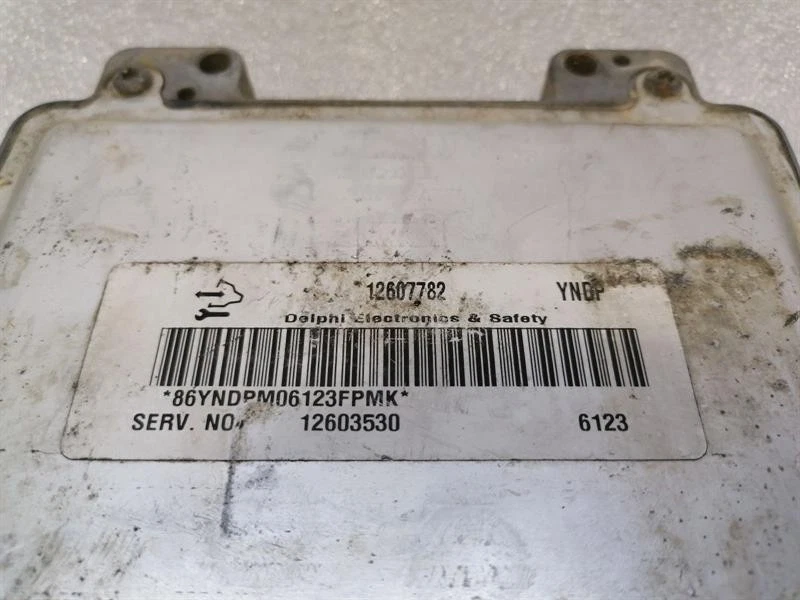 12607782 YNDP
Delphi Electronics & Safety
*86YNDPM06123FPMK*
SERV. NO. 12603530 6123